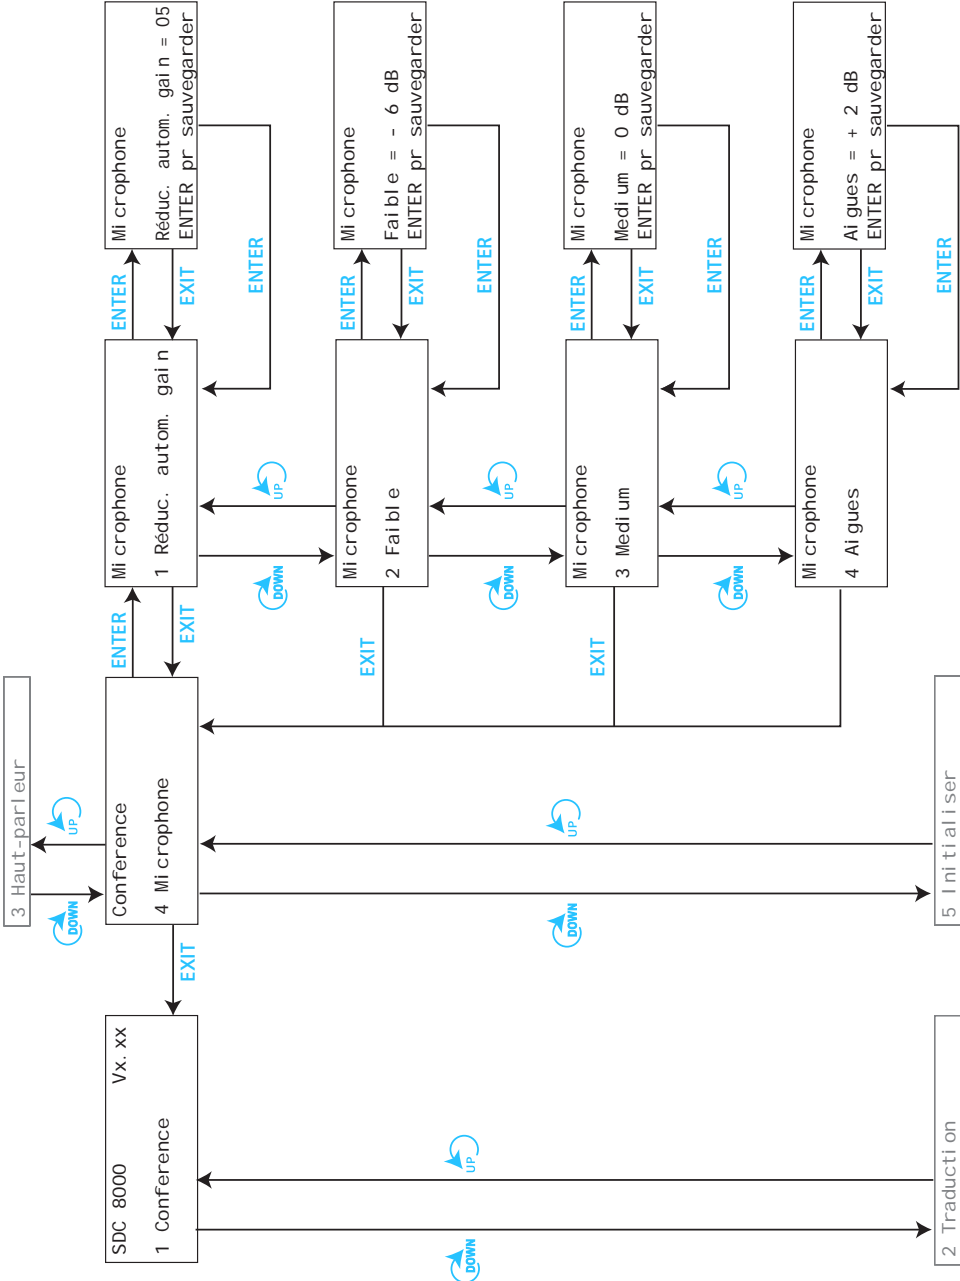 SDC 8000 Vx. xx
1 Conference
DOWN
UP
2 Traduction
3 Haut-parleur
DOWN
UP
Conference
4 Microphone
EXIT
DOWN
UP
5 Initialiser
ENTER
EXIT
Microphone
1 Réduc. autom. gain
ENTER
EXIT
Microphone
Réduc. autom. gain = 05
ENTER pr sauvegarder
ENTER
DOWN
UP
Microphone
2 Faible
EXIT
ENTER
EXIT
Microphone
Faible = - 6 dB
ENTER pr sauvegarder
ENTER
DOWN
UP
Microphone
3 Medium
EXIT
ENTER
EXIT
Microphone
Medium = 0 dB
ENTER pr sauvegarder
ENTER
DOWN
UP
Microphone
4 Aigues
ENTER
EXIT
Microphone
Aigues = + 2 dB
ENTER pr sauvegarder
ENTER